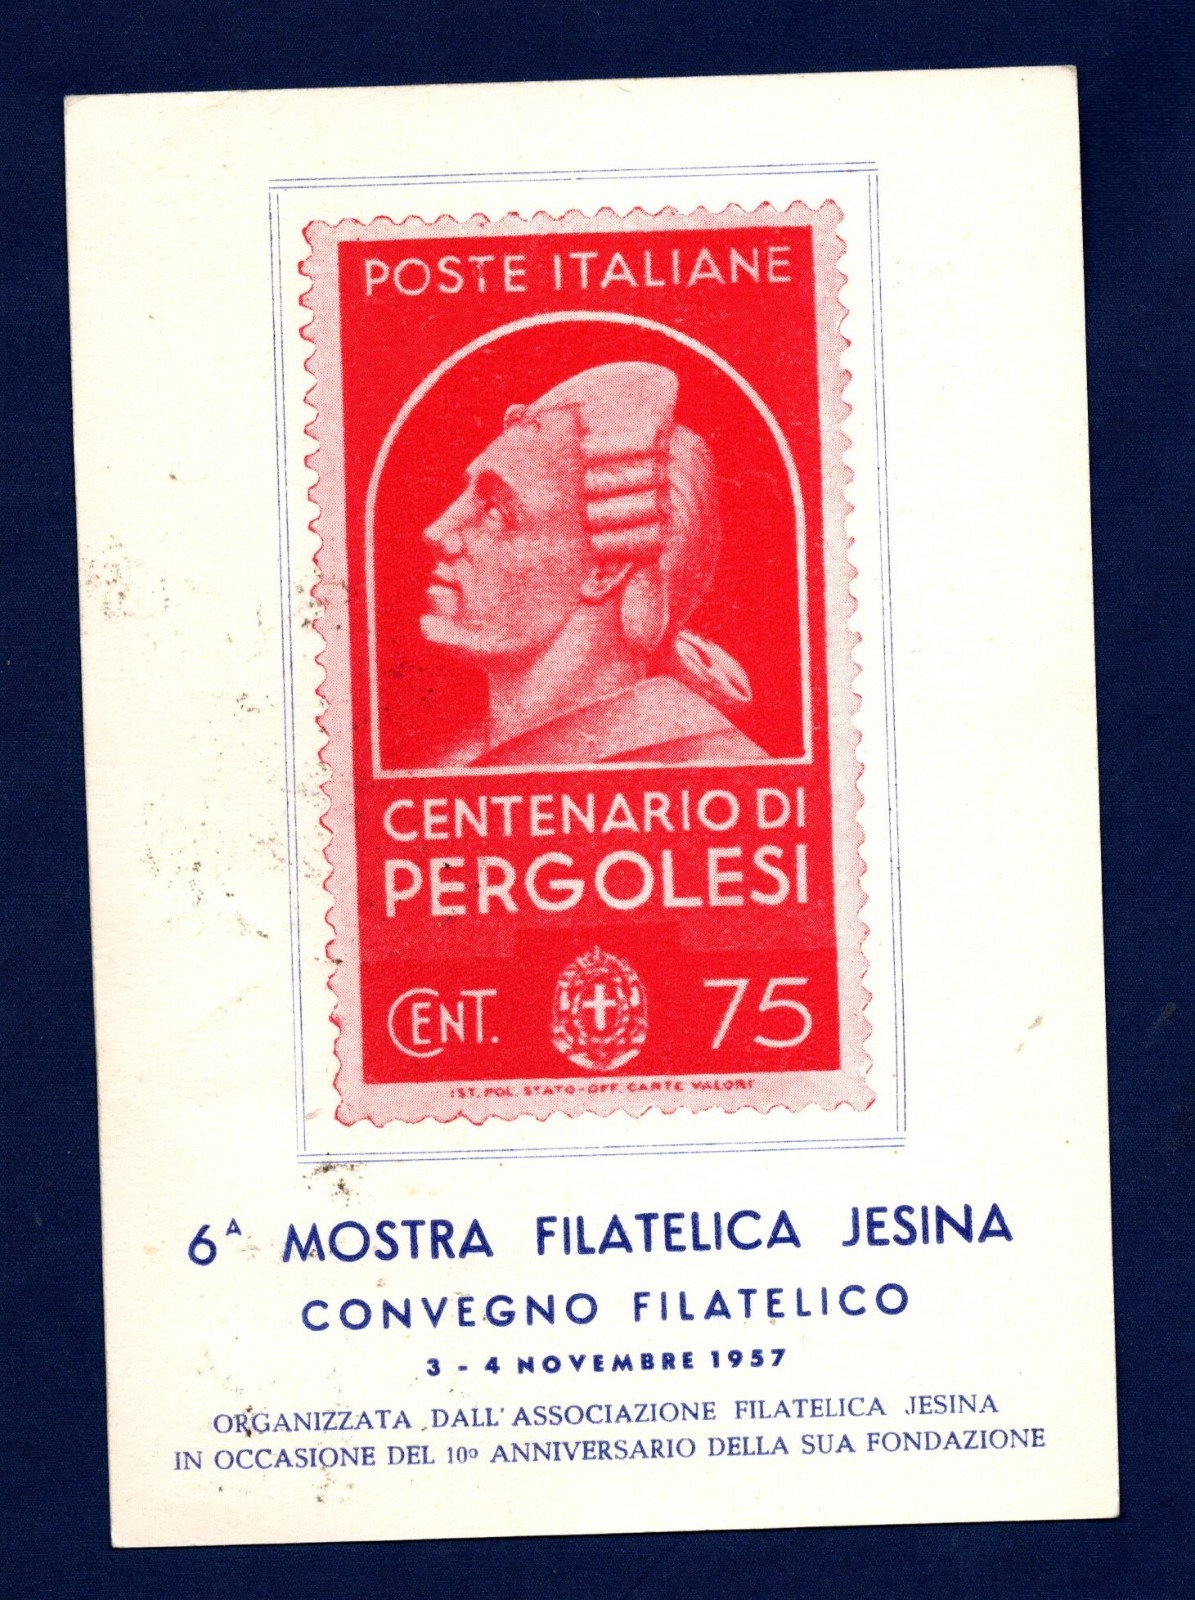 POSTE ITALIANE
CENTENARIO DI
PERGOLESI
CENT. 75
IST. POL. STATO-OFF. CARTE VALORI
6A MOSTRA FILATELICA JESINA
CONVEGNO FILATELICO
3 - 4 NOVEMBRE 1957
ORGANIZZATA DALL' ASSOCIAZIONE FILATELICA JESINA
IN OCCASIONE DEL 10º ANNIVERSARIO DELLA SUA FONDAZIONE